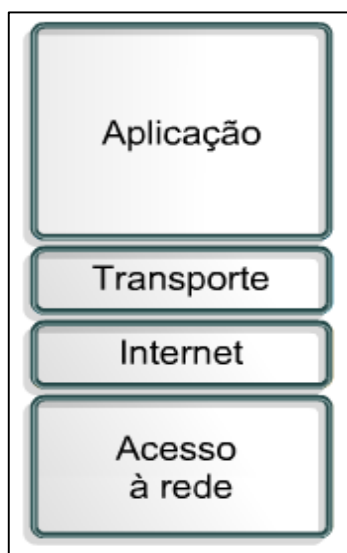 Aplicação
Transporte
Internet
Acesso
à rede